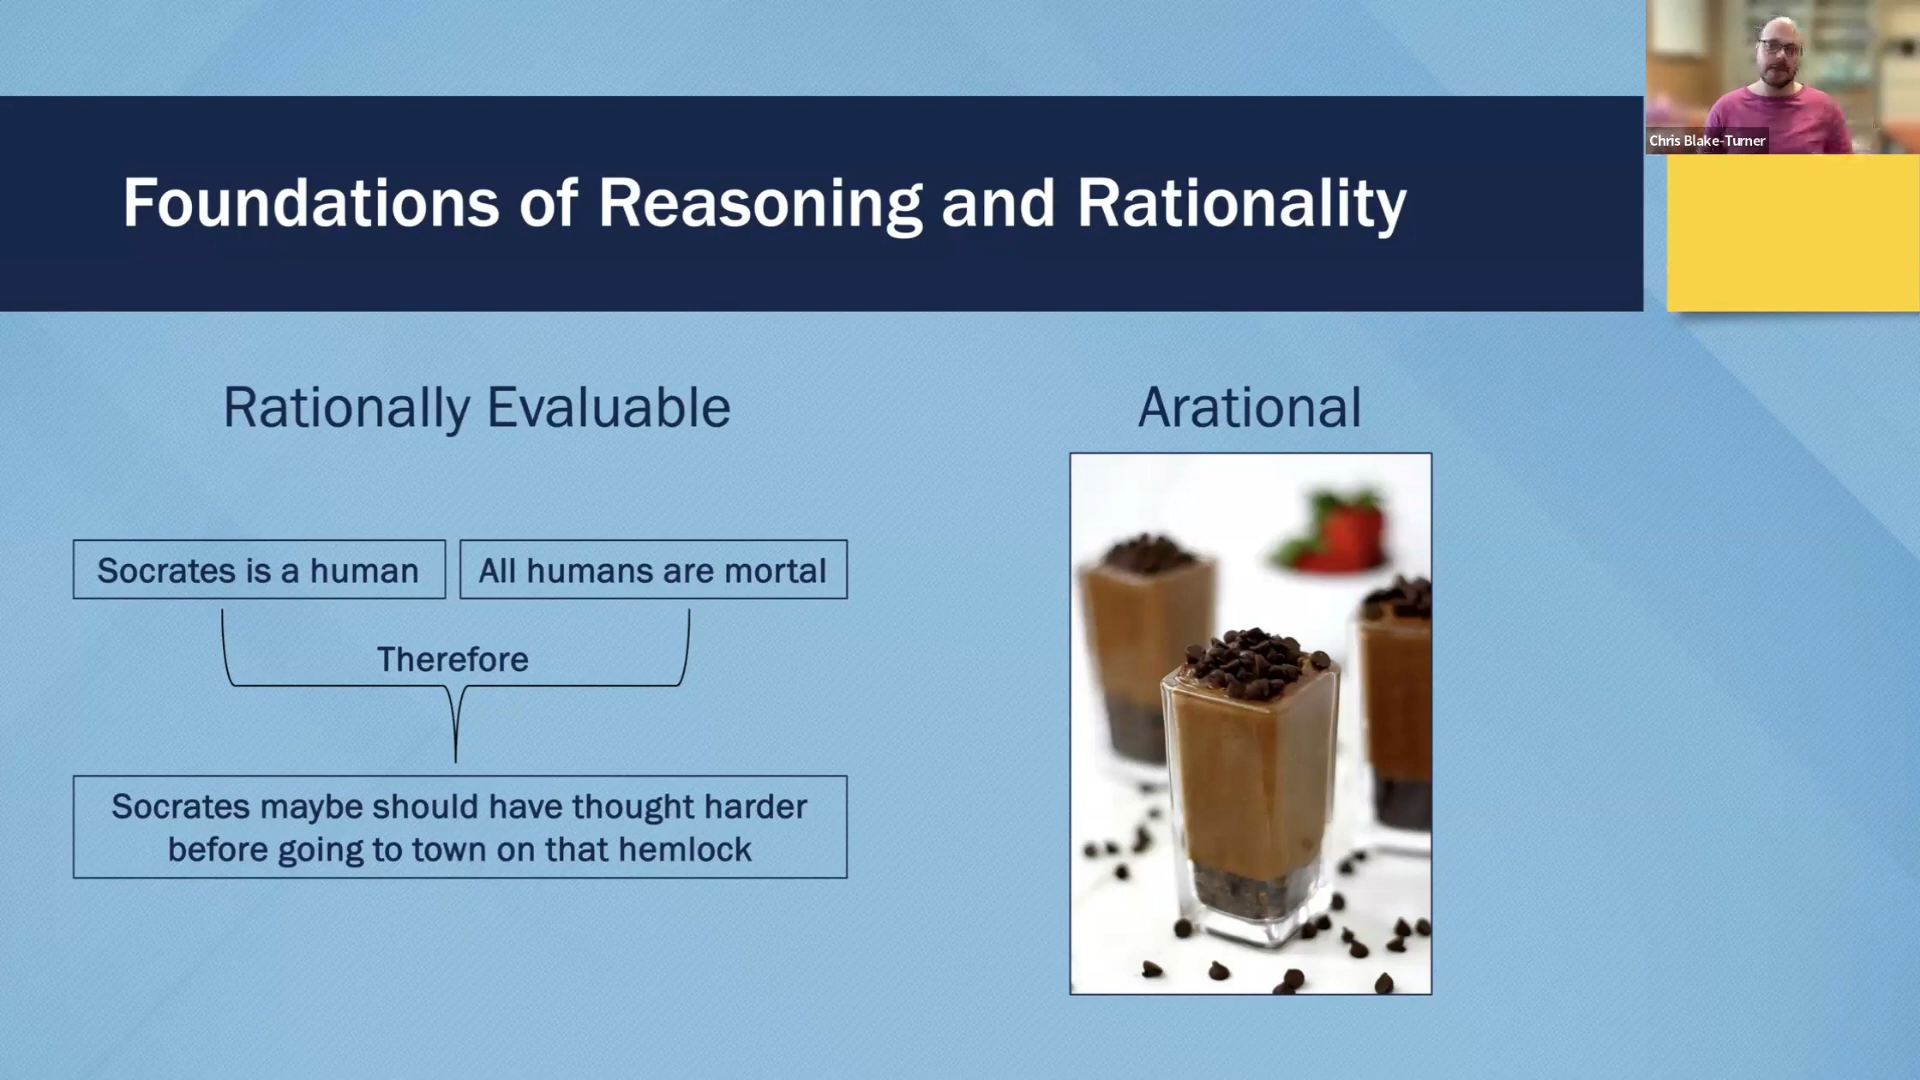 Chris Blake-Turner
Foundations of Reasoning and Rationality
Rationally Evaluable
Socrates is a human
All humans are mortal
Therefore
Socrates maybe should have thought harder
before going to town on that hemlock
Arational